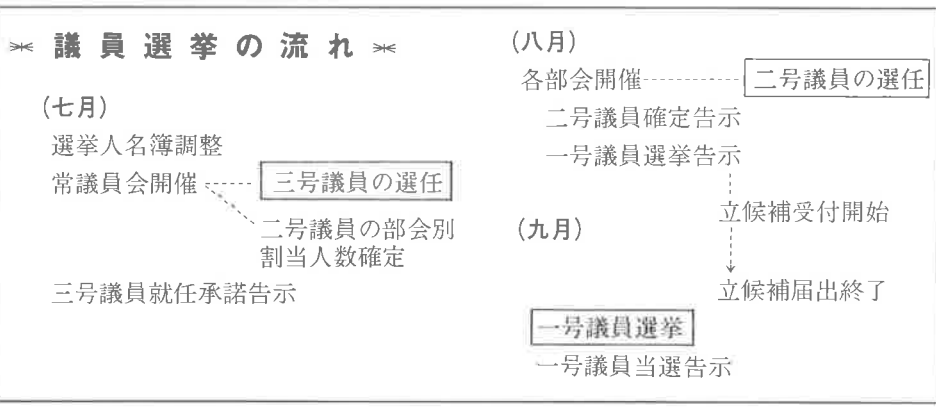 議員選挙の流れ
(七月)
選挙人名簿調整
常議員会開催
三号議員の選任
二号議員の部会別
割当人数確定
三号議員就任承諾告示
(八月)
各部会開催
二号議員の選任
二号議員確定告示
一号議員選挙告示
立候補受付開始
(九月)
立候補届出終了
一号議員選挙
一号議員当選告示